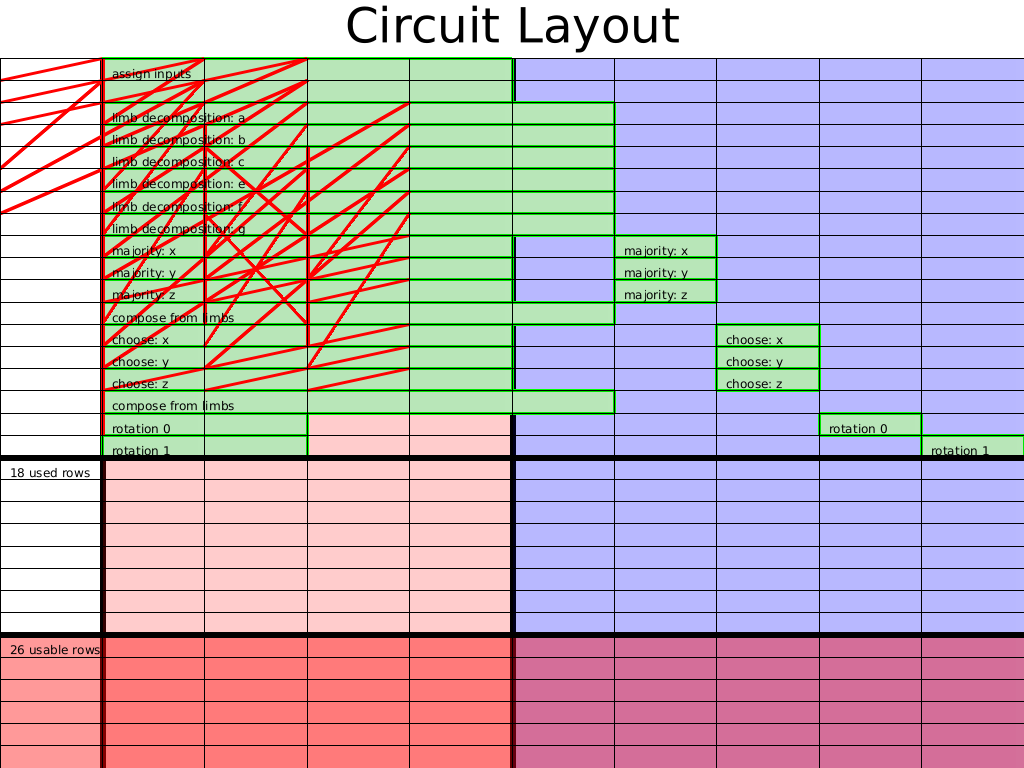 Circuit Layout
assign inputs
limb decomposition: a
limb decomposition: b
limb decomposition: c
limb decomposition: e
limb decomposition: f
limb decomposition: g
majority: x majority: x
majority: y majority: y
majority: z majority: z
compose from limbs
choose: x choose: x
choose: y choose: y
choose: z choose: z
compose from limbs
rotation 0 rotation 0
rotation 1 rotation 1
18 used rows
26 usable rows